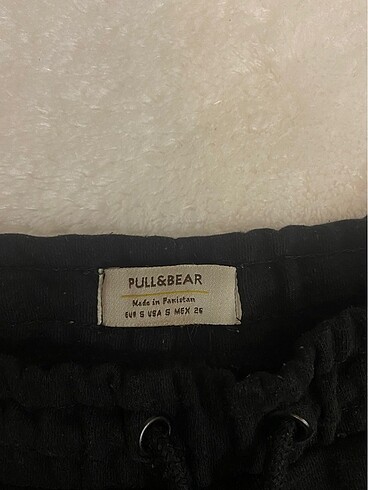 PULL&BEAR
Made in Pakistan
EUR S USA S MEX 26